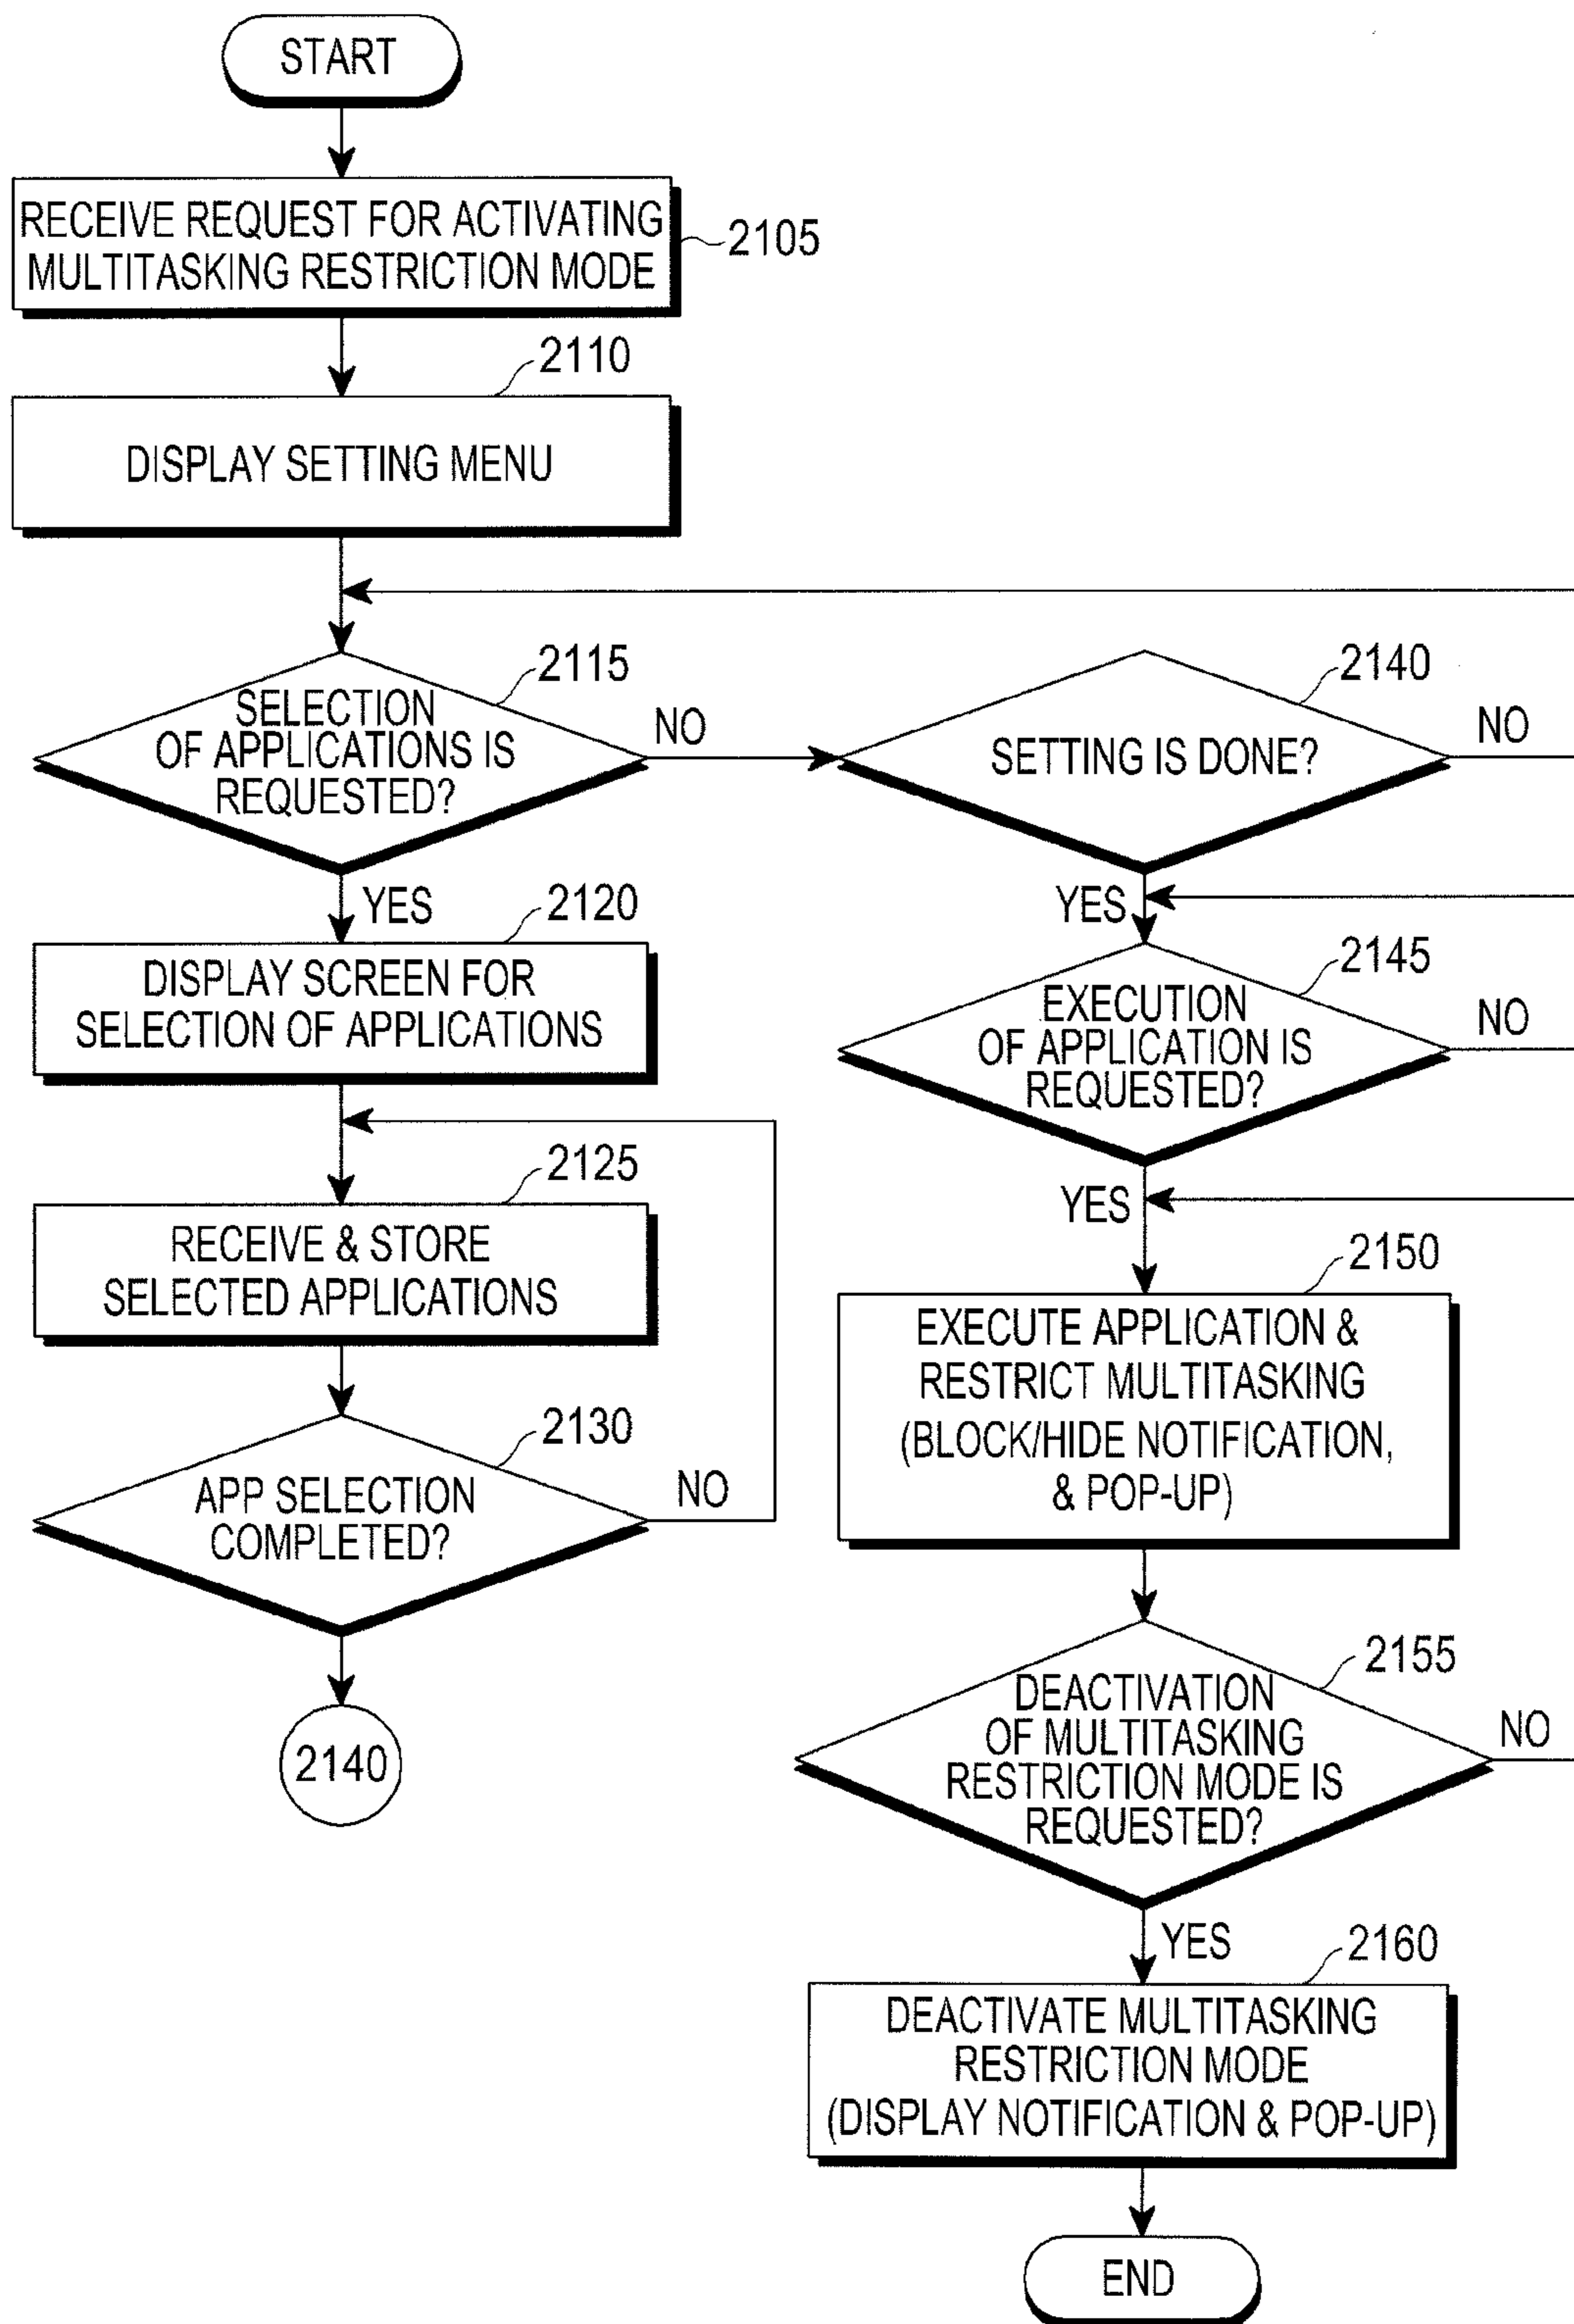 START
RECEIVE REQUEST FOR ACTIVATING
MULTITASKING RESTRICTION MODE
2105
2110
DISPLAY SETTING MENU
2115
SELECTION
OF APPLICATIONS IS
REQUESTED?
NO
YES
2120
DISPLAY SCREEN FOR
SELECTION OF APPLICATIONS
2125
RECEIVE & STORE
SELECTED APPLICATIONS
2130
APP SELECTION
COMPLETED?
NO
2140
2140
SETTING IS DONE?
NO
YES
2145
EXECUTION
OF APPLICATION IS
REQUESTED?
NO
YES
2150
EXECUTE APPLICATION &
RESTRICT MULTITASKING
(BLOCK/HIDE NOTIFICATION,
& POP-UP)
2155
DEACTIVATION
OF MULTITASKING
RESTRICTION MODE IS
REQUESTED?
NO
YES
2160
DEACTIVATE MULTITASKING
RESTRICTION MODE
(DISPLAY NOTIFICATION & POP-UP)
END